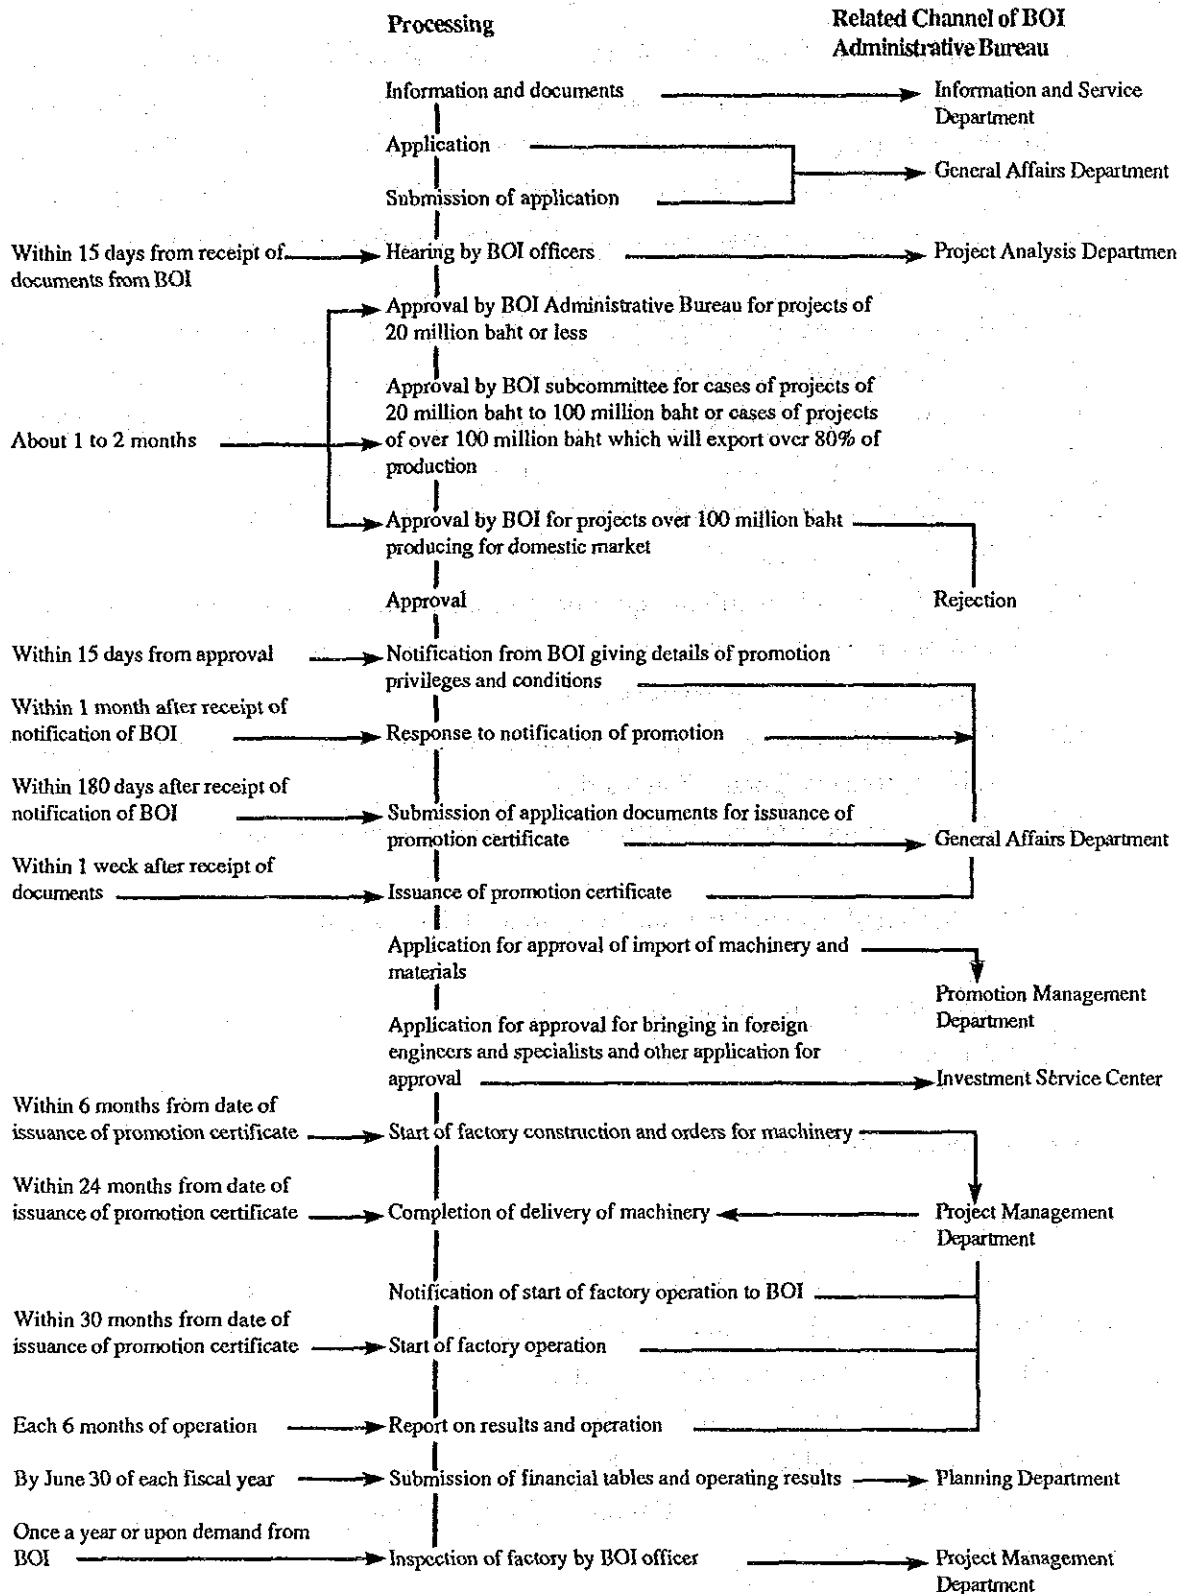 Processing
Related Channel of BOI
Administrative Bureau
Information and documents
Information and Service
Department
Application
General Affairs Department
Submission of application
Within 15 days from receipt of
documents from BOI
Hearing by BOI officers
Project Analysis Departmen
Approval by BOI Administrative Bureau for projects of
20 million baht or less
Approval by BOI subcommittee for cases of projects of
20 million baht to 100 million baht or cases of projects
About 1 to 2 months
of over 100 million baht which will export over 80% of
production
Approval by BOI for projects over 100 million baht
producing for domestic market
Approval
Rejection
Within 15 days from approval
Notification from BOI giving details of promotion
privileges and conditions
Within 1 month after receipt of
notification of BOI
Response to notification of promotion
Within 180 days after receipt of
notification of BOI
Submission of application documents for issuance of
promotion certificate
General Affairs Department
Within 1 week after receipt of
documents
Issuance of promotion certificate
Application for approval of import of machinery and
materials
Promotion Management
Department
Application for approval for bringing in foreign
engineers and specialists and other application for
approval
Investment Service Center
Within 6 months from date of
issuance of promotion certificate
Start of factory construction and orders for machinery
Within 24 months from date of
issuance of promotion certificate
Completion of delivery of machinery
Project Management
Department
Notification of start of factory operation to BOI
Within 30 months from date of
issuance of promotion certificate
Start of factory operation
Each 6 months of operation
Report on results and operation
By June 30 of each fiscal year
Submission of financial tables and operating results
Planning Department
Once a year or upon demand from
BOI
Inspection of factory by BOI officer
Project Management
Department